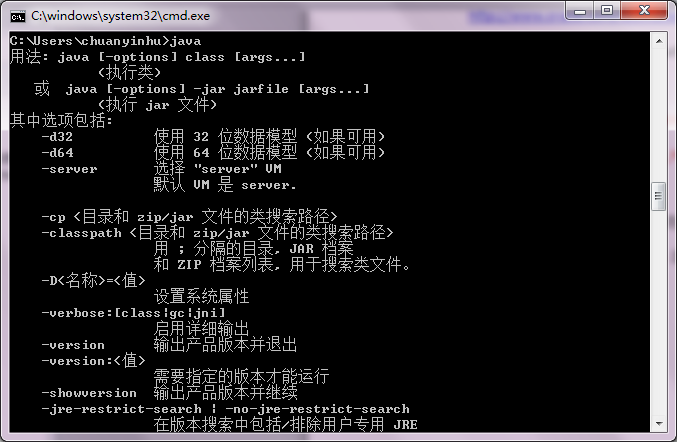 C:\windows\system32\cmd.exe
C:\Users\chuanyinhu>java
用法: java [-options] class [args...]
(执行类)
或  java [-options] -jar jarfile [args...]
(执行 jar 文件)
其中选项包括:
-d32 使用 32 位数据模型 (如果可用)
-d64 使用 64 位数据模型 (如果可用)
-server 选择 "server" VM
默认 VM 是 server.
-cp <目录和 zip/jar 文件的类搜索路径>
-classpath <目录和 zip/jar 文件的类搜索路径>
用 ; 分隔的目录, JAR 档案
和 ZIP 档案列表, 用于搜索类文件。
-D<名称>=<值>
设置系统属性
-verbose:[class|gc|jni]
启用详细输出
-version 输出产品版本并退出
-version:<值>
需要指定的版本才能运行
-showversion 输出产品版本并继续
-jre-restrict-search | -no-jre-restrict-search
在版本搜索中包括/排除用户专用 JRE